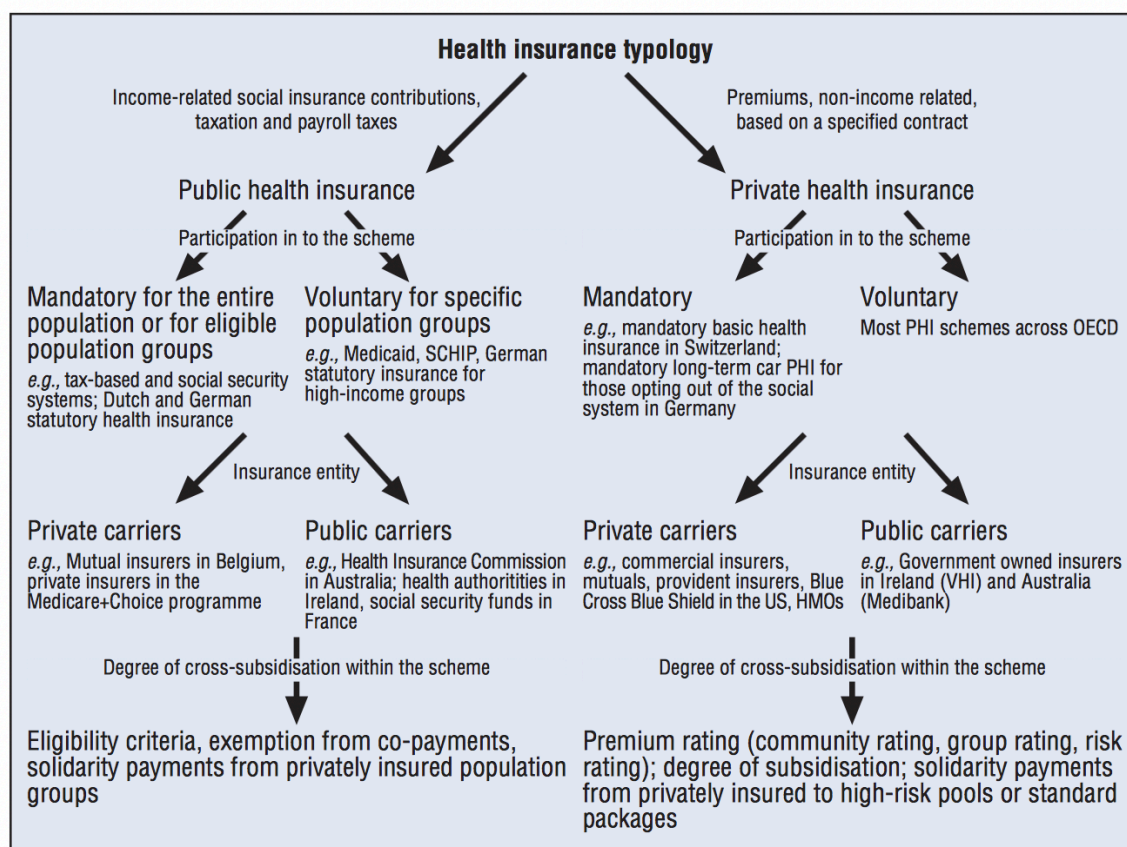 Health insurance typology
Income-related social insurance contributions,
taxation and payroll taxes
Premiums, non-income related,
based on a specified contract
Public health insurance
Private health insurance
Participation in to the scheme
Participation in to the scheme
Mandatory for the entire
population or for eligible
population groups
e.g., tax-based and social security
systems; Dutch and German
statutory health insurance
Voluntary for specific
population groups
e.g., Medicaid, SCHIP, German
statutory insurance for
high-income groups
Mandatory
e.g., mandatory basic health
insurance in Switzerland;
mandatory long-term car PHI for
those opting out of the social
system in Germany
Voluntary
Most PHI schemes across OECD
Insurance entity
Insurance entity
Private carriers
e.g., Mutual insurers in Belgium,
private insurers in the
Medicare+Choice programme
Public carriers
e.g., Health Insurance Commission
in Australia; health authoritities in
Ireland, social security funds in
France
Private carriers
e.g., commercial insurers,
mutuals, provident insurers, Blue
Cross Blue Shield in the US, HMOs
Public carriers
e.g., Government owned insurers
in Ireland (VHI) and Australia
(Medibank)
Degree of cross-subsidisation within the scheme
Degree of cross-subsidisation within the scheme
Eligibility criteria, exemption from co-payments,
solidarity payments from privately insured population
groups
Premium rating (community rating, group rating, risk
rating); degree of subsidisation; solidarity payments
from privately insured to high-risk pools or standard
packages